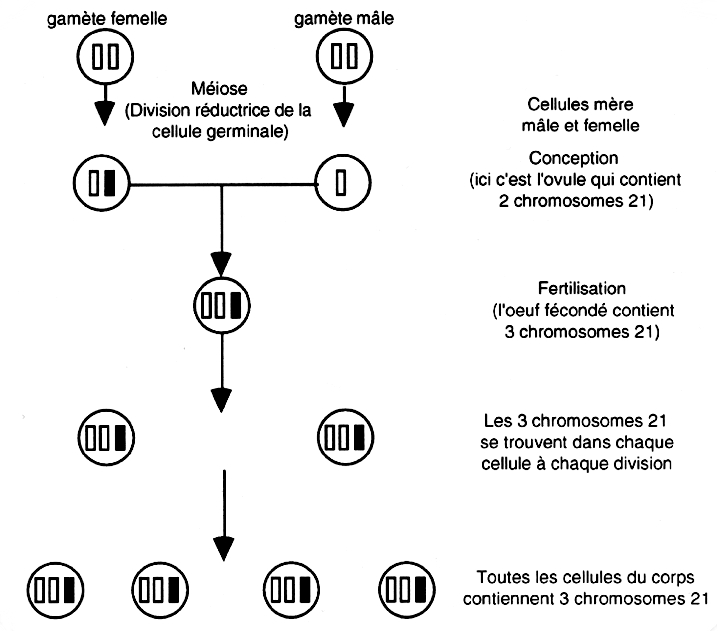 gamète femelle
gamète mâle
Méiose
(Division réductrice de la
cellule germinale)
Cellules mère
mâle et femelle
Conception
(ici c'est l'ovule qui contient
2 chromosomes 21)
Fertilisation
(l'oeuf fécondé contient
3 chromosomes 21)
Les 3 chromosomes 21
se trouvent dans chaque
cellule à chaque division
Toutes les cellules du corps
contiennent 3 chromosomes 21